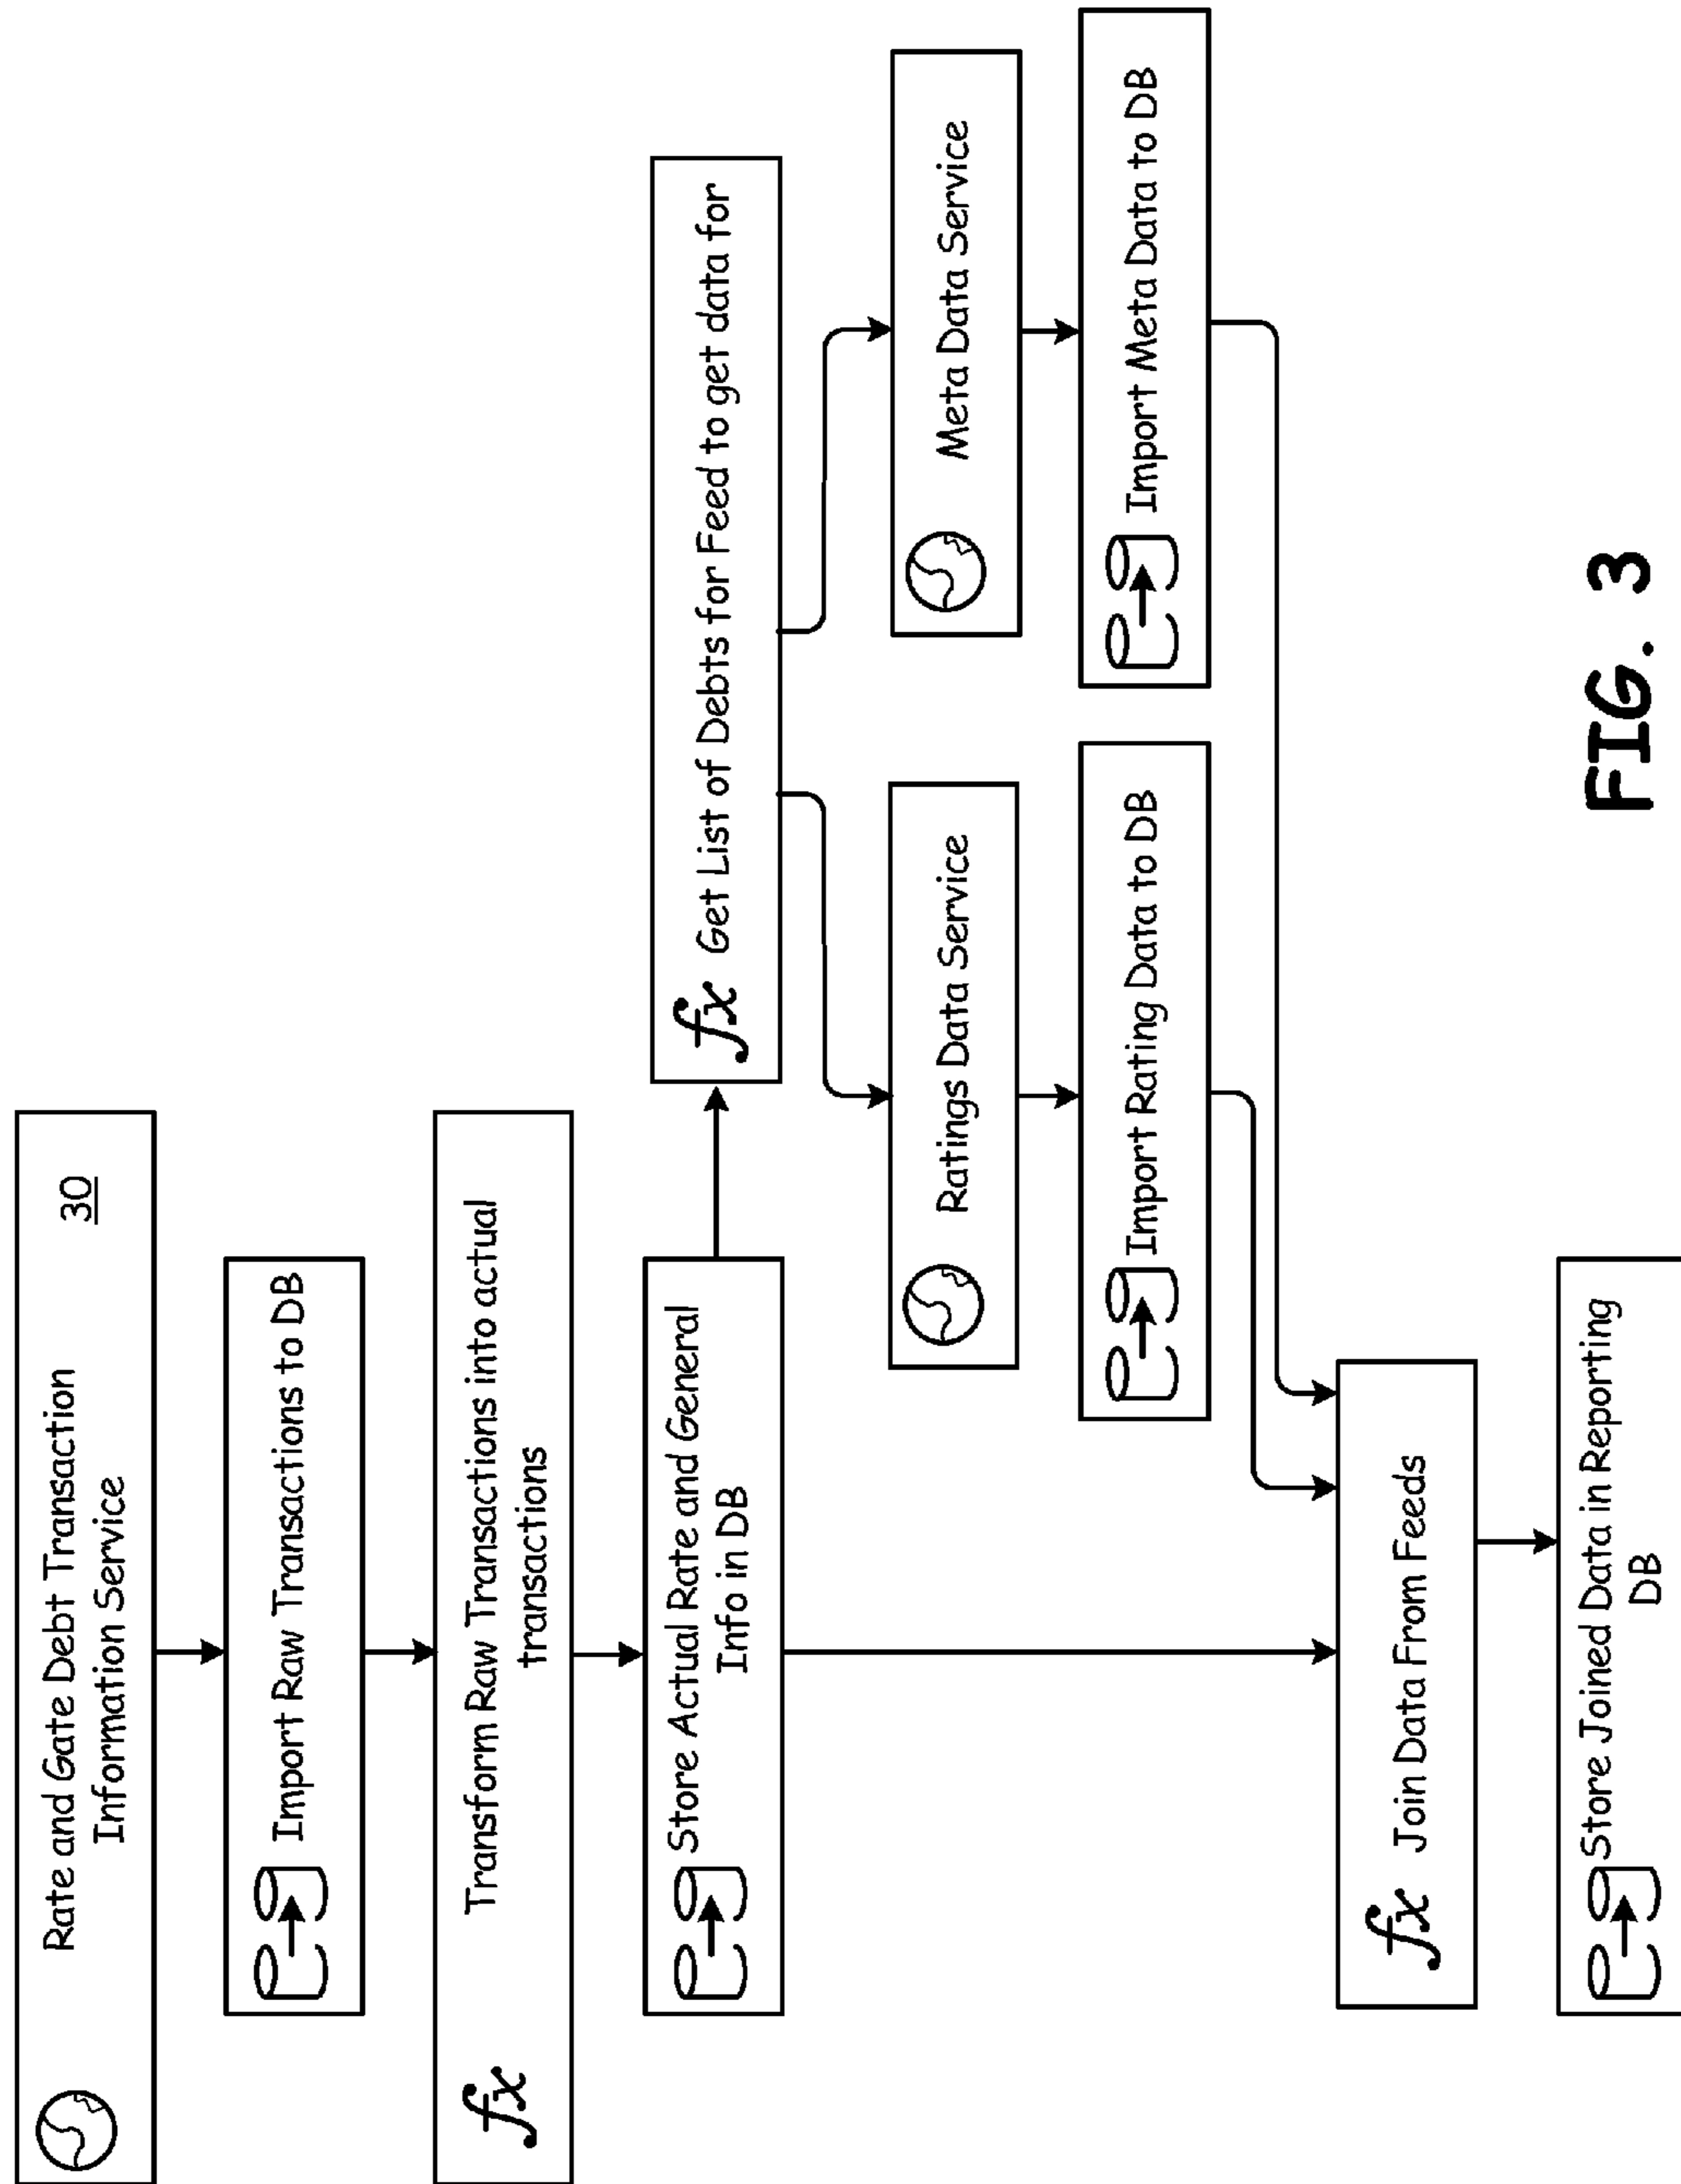 Rate and Gate Debt Transaction
Information Service
30
Import Raw Transactions to DB
fx
Transform Raw Transactions into actual
transactions
Store Actual Rate and General
Info in DB
fx Get List of Debts for Feed to get data for
Ratings Data Service
Meta Data Service
Import Rating Data to DB
Import Meta Data to DB
fx Join Data From Feeds
Store Joined Data in Reporting
DB
FIG. 3